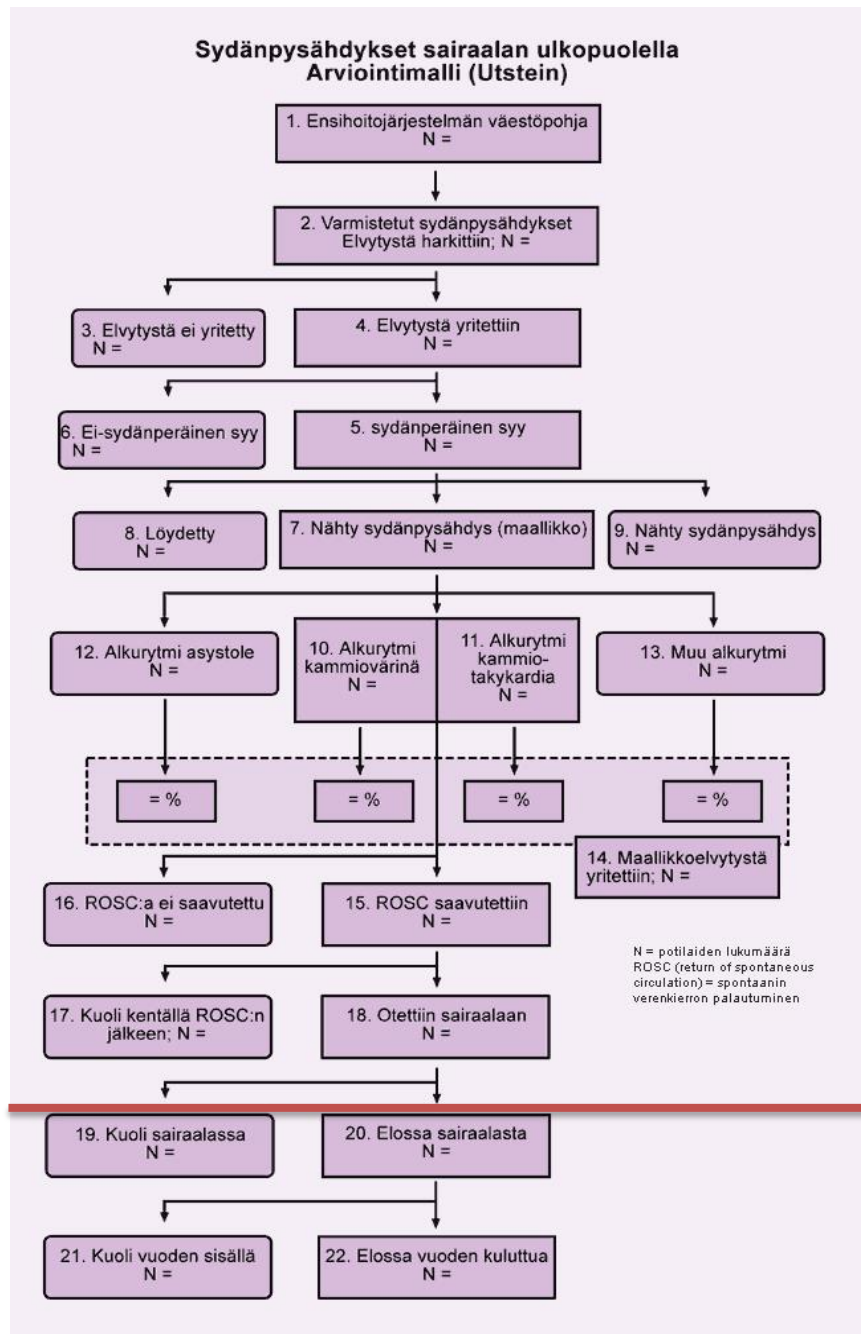 Sydänpysähdykset sairaalan ulkopuolella
Arviointimalli (Utstein)
1. Ensihoitojärjestelmän väestöpohja
N =
2. Varmistetut sydänpysähdykset
Elvytystä harkittiin; N =
3. Elvytystä ei yritetty
N =
4. Elvytystä yritettiin
N =
6. Ei-sydänperäinen syy
N =
5. sydänperäinen syy
N =
8. Löydetty
N =
7. Nähty sydänpysähdys (maallikko)
N =
9. Nähty sydänpysähdys
N =
12. Alkurytmi asystole
N =
10. Alkurytmi
kammiovärinä
N =
11. Alkurytmi
kammio-
takykardia
N =
13. Muu alkurytmi
N =
= %
= %
= %
= %
14. Maallikkoelvytystä
yritettiin; N =
16. ROSC:a ei saavutettu
N =
15. ROSC saavutettiin
N =
N = potilaiden lukumäärä
ROSC (return of spontaneous
circulation) = spontaanin
verenkierron palautuminen
17. Kuoli kentällä ROSC:n
jälkeen; N =
18. Otettiin sairaalaan
N =
19. Kuoli sairaalassa
N =
20. Elossa sairaalasta
N =
21. Kuoli vuoden sisällä
N =
22. Elossa vuoden kuluttua
N =